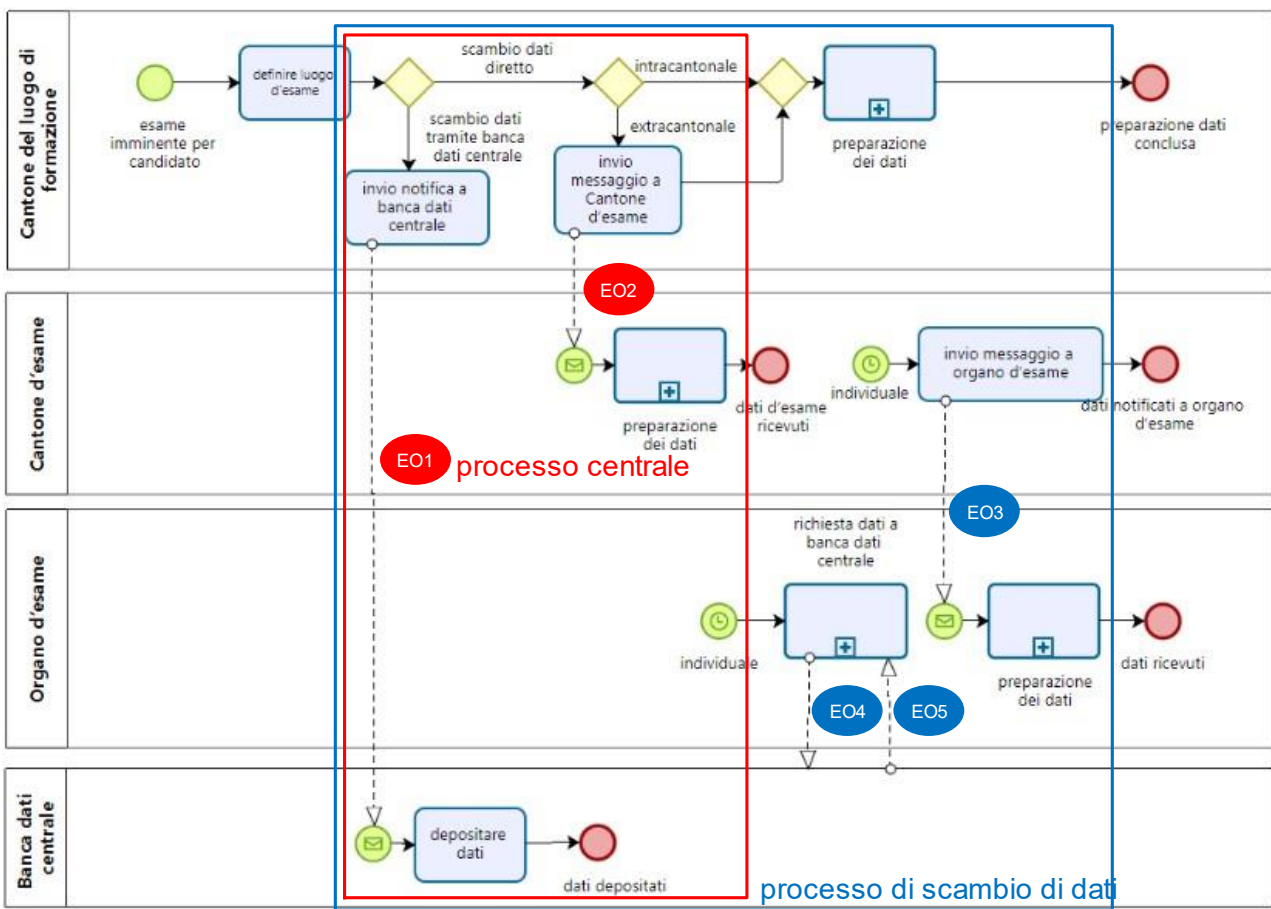 Cantone del luogo di
formazione
esame
imminente per
candidato
definire luogo
d'esame
scambio dati
diretto
scambio dati
tramite banca
dati centrale
invio notifica a
banca dati
centrale
intracantonale
extracantonale
invio
messaggio a
Cantone
d'esame
preparazione
dei dati
preparazione dati
conclusa
Cantone d'esame
EO2
preparazione
dei dati
dati d'esame
ricevuti
individuale
invio messaggio a
organo d'esame
dati notificati a organo
d'esame
EO1
processo centrale
Organo d'esame
EO3
richiesta dati a
banca dati
centrale
individuale
preparazione
dei dati
dati ricevuti
EO4
EO5
Banca dati
centrale
depositare
dati
dati depositati
processo di scambio di dati